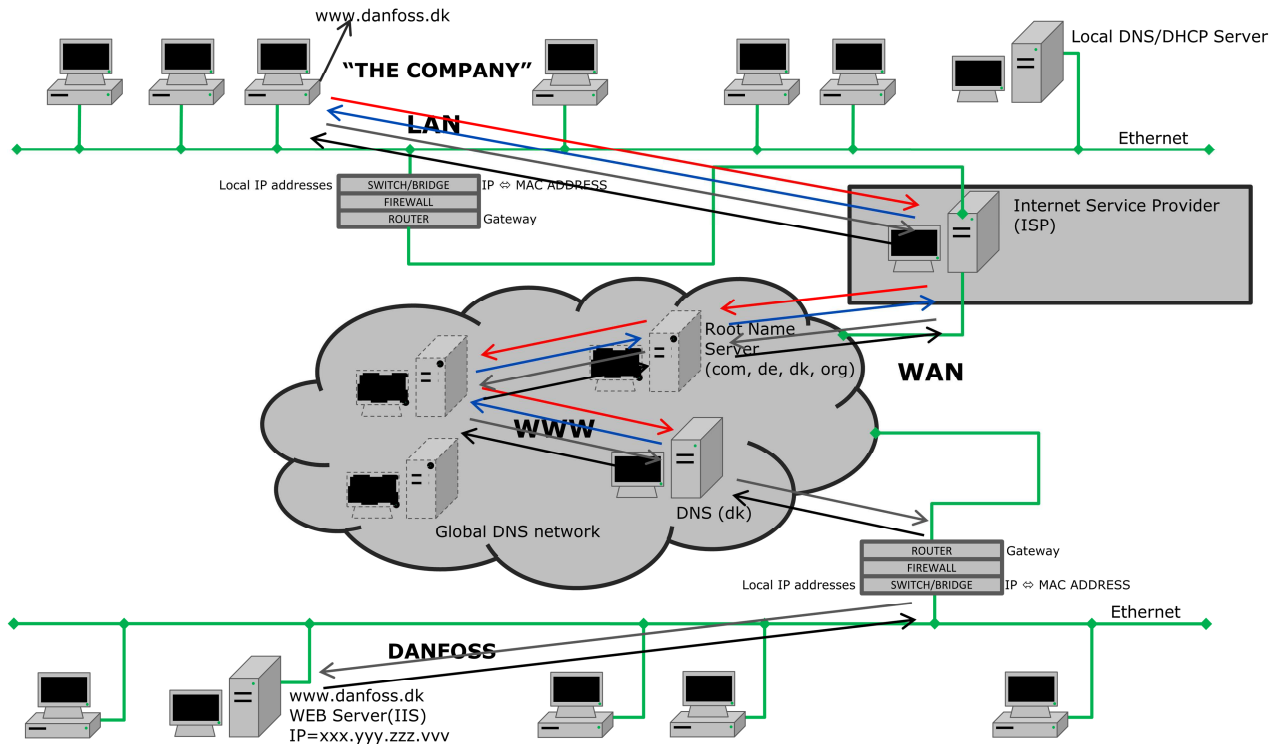 www.danfoss.dk
Local DNS/DHCP Server
“THE COMPANY”
LAN
Ethernet
Local IP addresses
SWITCH/BRIDGE
IP ⇔ MAC ADDRESS
FIREWALL
ROUTER
Gateway
Internet Service Provider
(ISP)
Root Name
Server
(com, de, dk, org)
WAN
WWW
DNS (dk)
Global DNS network
ROUTER
Gateway
FIREWALL
Local IP addresses
SWITCH/BRIDGE
IP ⇔ MAC ADDRESS
Ethernet
DANFOSS
www.danfoss.dk
WEB Server(IIS)
IP=xxx.yyy.zzz.vvv